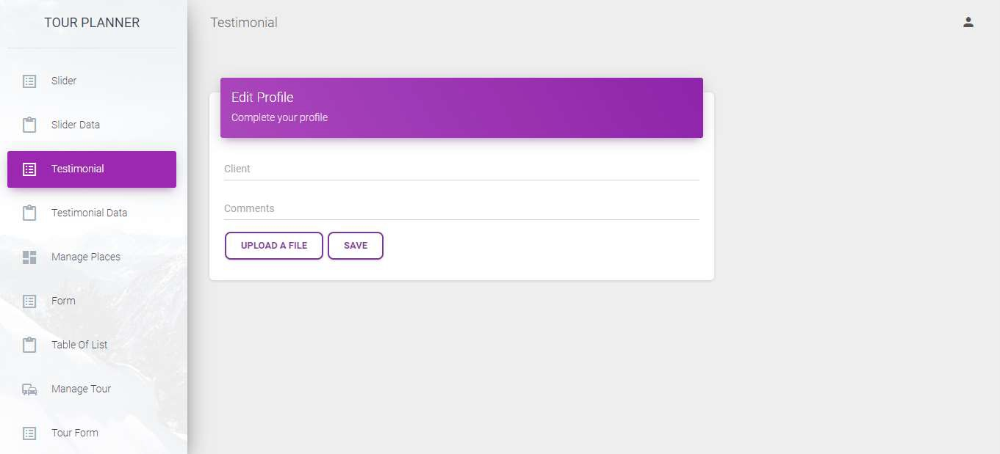 TOUR PLANNER
Slider
Slider Data
Testimonial
Testimonial Data
Manage Places
Form
Table Of List
Manage Tour
Tour Form
Testimonial
Edit Profile
Complete your profile
Client
Comments
UPLOAD A FILE SAVE